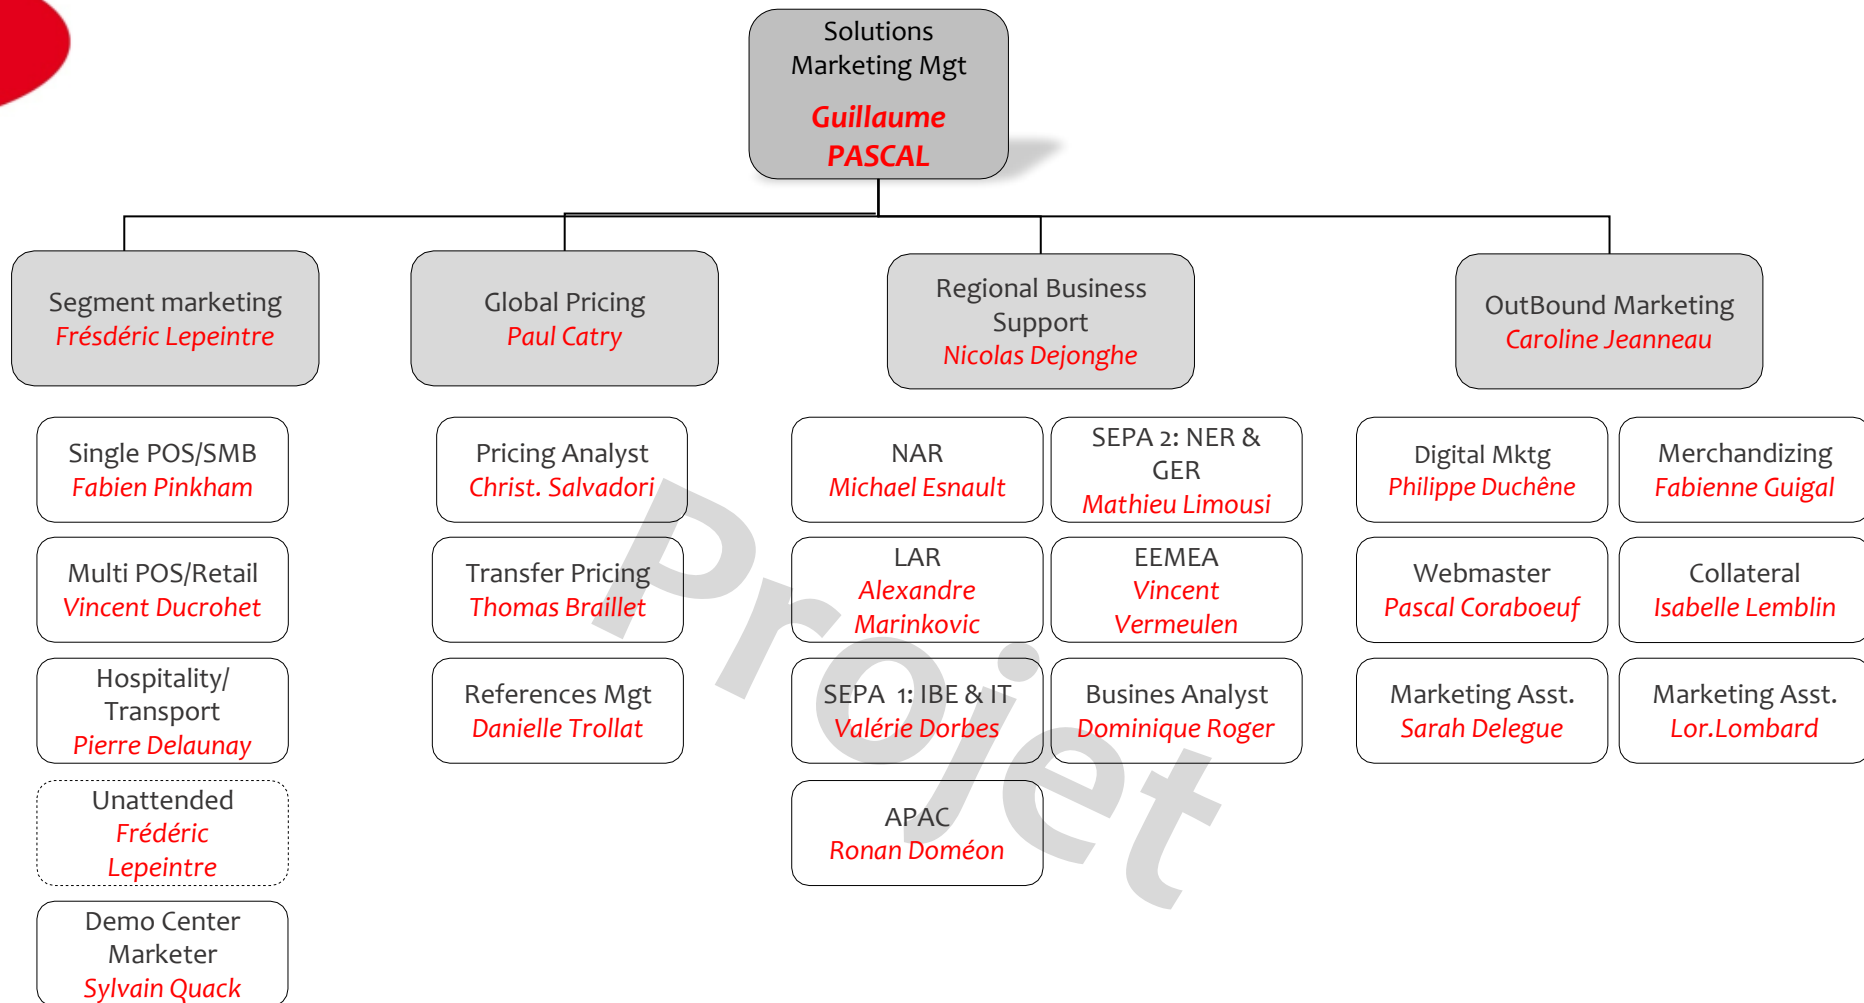 Solutions
Marketing Mgt
Guillaume
PASCAL
Segment marketing
Frésdéric Lepeintre
Global Pricing
Paul Catry
Regional Business
Support
Nicolas Dejonghe
OutBound Marketing
Caroline Jeanneau
Single POS/SMB
Fabien Pinkham
Multi POS/Retail
Vincent Ducrohet
Hospitality/
Transport
Pierre Delaunay
Unattended
Frédéric
Lepeintre
Demo Center
Marketer
Sylvain Quack
Pricing Analyst
Christ. Salvadori
Transfer Pricing
Thomas Braillet
References Mgt
Danielle Trollat
NAR
Michael Esnault
LAR
Alexandre
Marinkovic
SEPA 1: IBE & IT
Valérie Dorbes
APAC
Ronan Doméon
SEPA 2: NER &
GER
Mathieu Limousi
EEMEA
Vincent
Vermeulen
Busines Analyst
Dominique Roger
Digital Mktg
Philippe Duchêne
Webmaster
Pascal Coraboeuf
Marketing Asst.
Sarah Delegue
Merchandizing
Fabienne Guigal
Collateral
Isabelle Lemblin
Marketing Asst.
Lor.Lombard
Projet